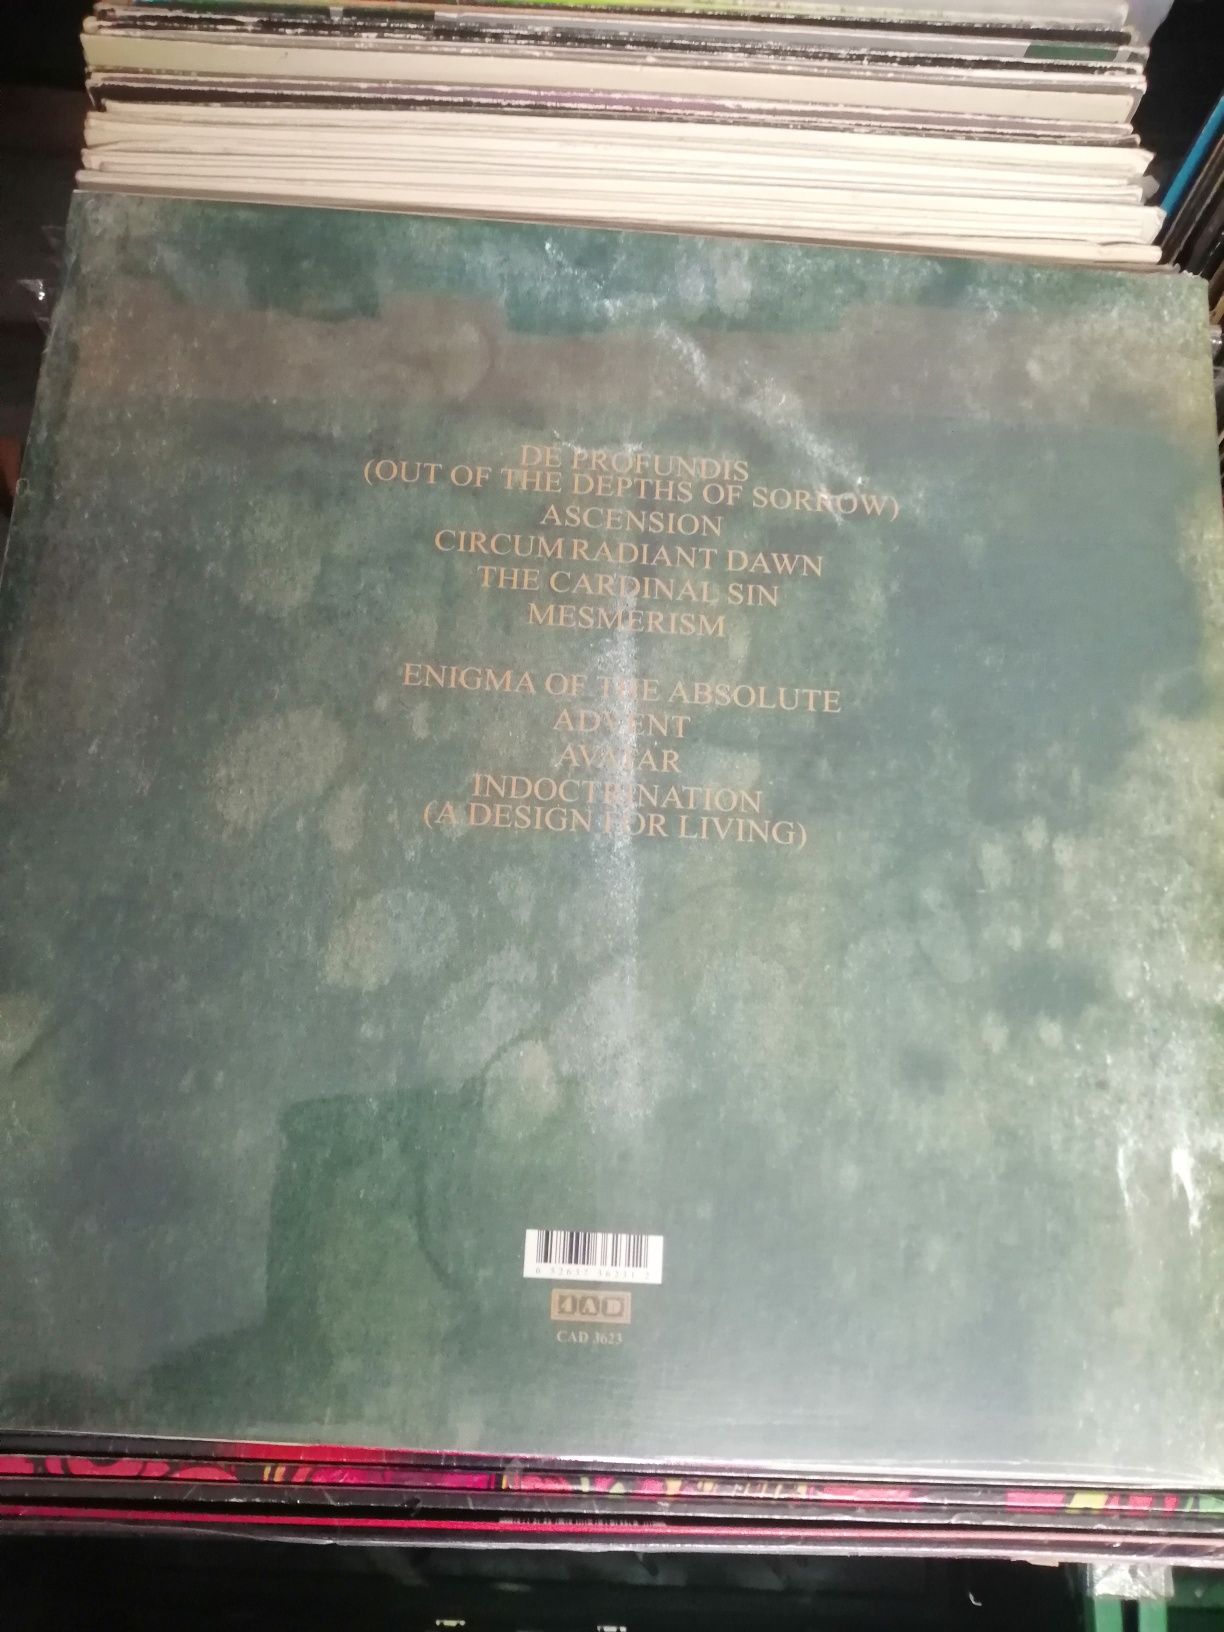 DE PROFUNDIS
(OUT OF THE DEPTHS OF SORROW)
ASCENSION
CIRCUMRADIANT DAWN
THE CARDINAL SIN
MESMERISM
ENIGMA OF THE ABSOLUTE
ADVENT
AVATAR
INDOCTRINATION
(A DESIGN FOR LIVING)
4AD
CAD 3623